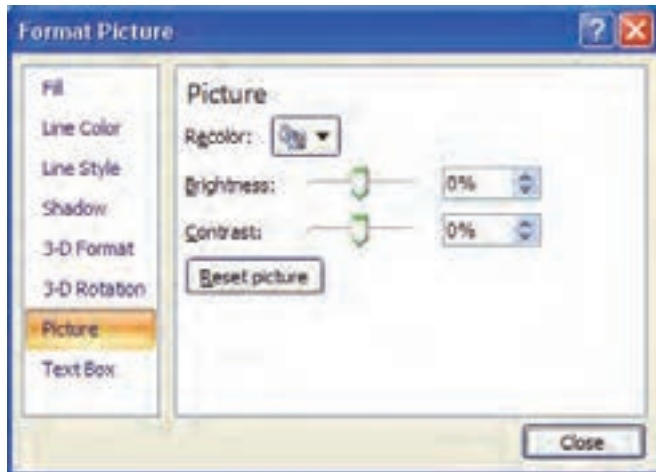 Format Picture
Fill
Line Color
Line Style
Shadow
3-D Format
3-D Rotation
Picture
Text Box
Picture
Recolor:
Brightness: 0%
Contrast: 0%
Reset picture
Close